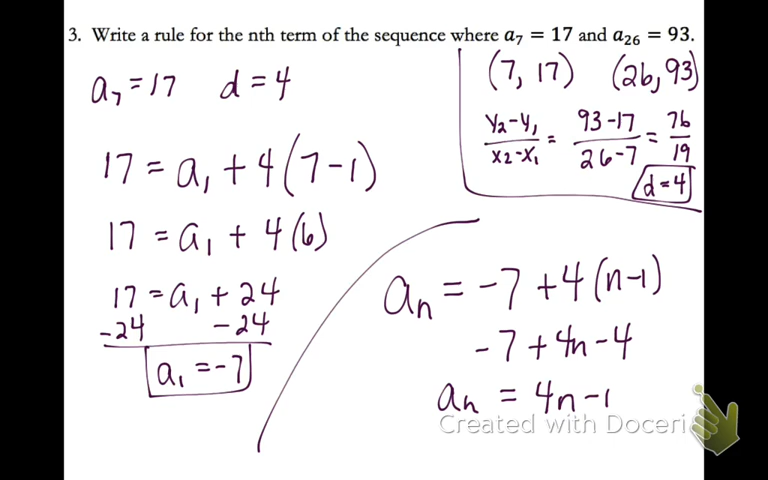 3. Write a rule for the nth term of the sequence where a₇ = 17 and a₂₆ = 93.
a₇ = 17 d = 4
17 = a₁ + 4(7-1)
17 = a₁ + 4(6)
17 = a₁ + 24
-24 -24
a₁ = -7
(7, 17) (26, 93)
y₂-y₁/x₂-x₁ = 93-17/26-7 = 76/19
d=4
aₙ = -7 + 4(n-1)
-7 + 4n - 4
aₙ = 4n - 1
Created with Doceri